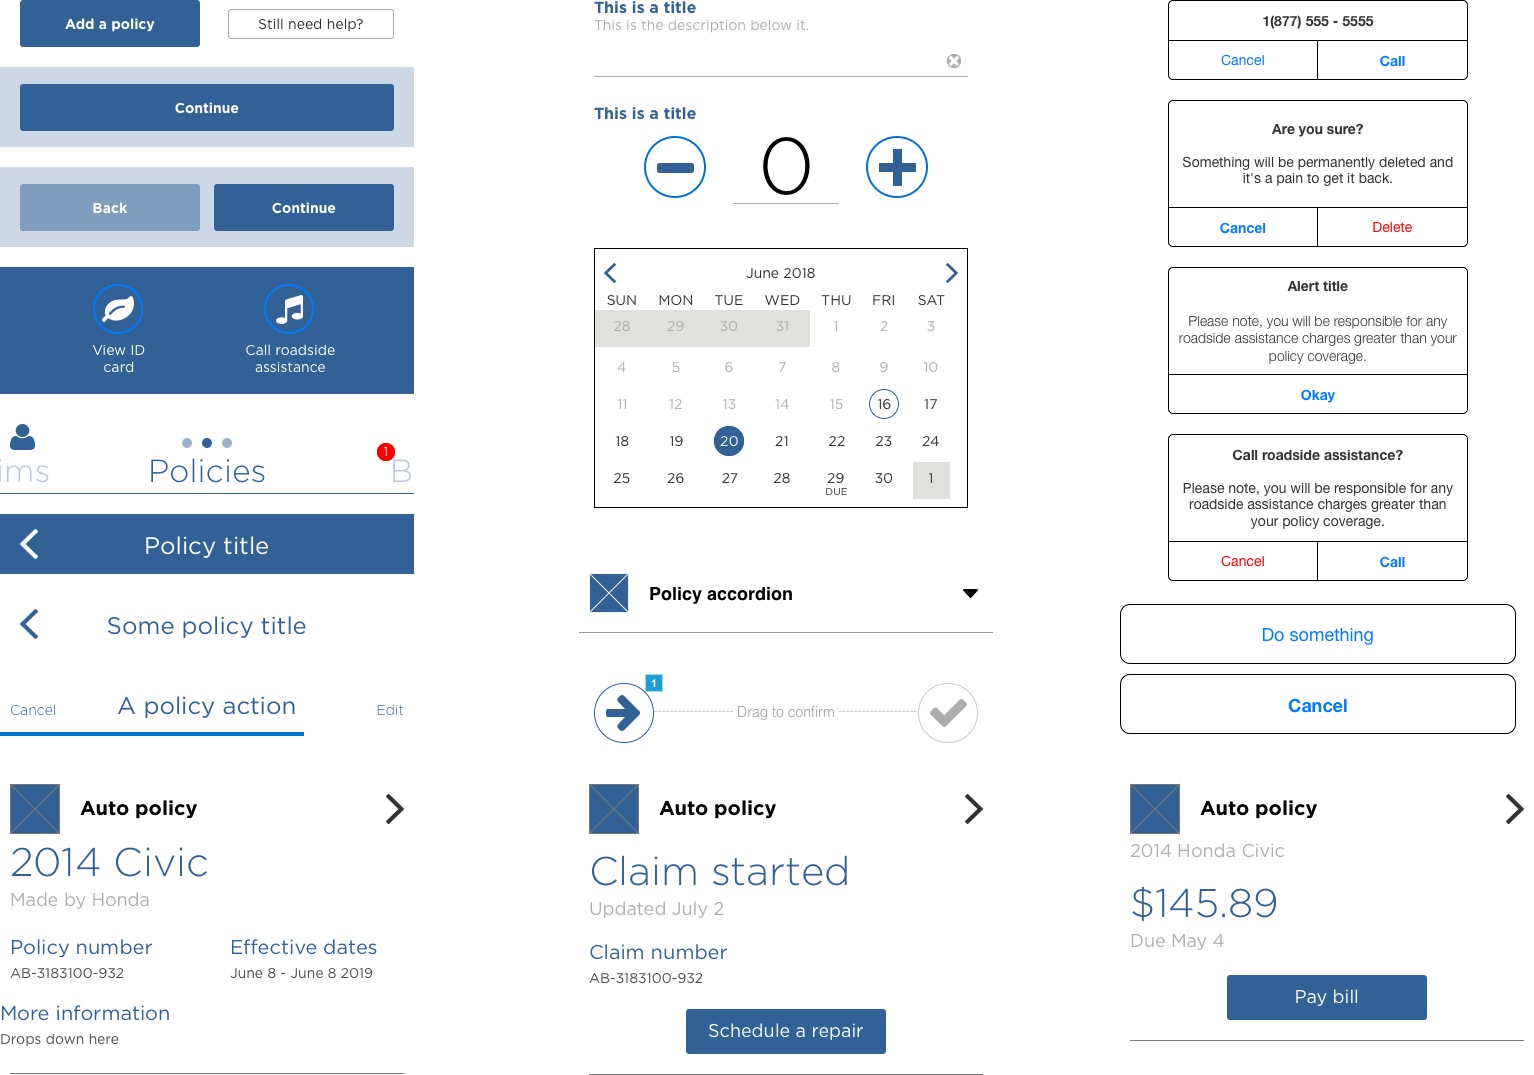 Add a policy
Still need help?
Continue
Back
Continue
View ID
card
Call roadside
assistance
ims
Policies
1
B
Policy title
Some policy title
Cancel
A policy action
Edit
Auto policy
2014 Civic
Made by Honda
Policy number
Effective dates
AB-3183100-932
June 8 - June 8 2019
More information
Drops down here
This is a title
This is the description below it.
This is a title
0
June 2018
SUN MON TUE WED THU FRI SAT
28 29 30 31 1 2 3
4 5 6 7 8 9 10
11 12 13 14 15 16 17
18 19 20 21 22 23 24
25 26 27 28 29 30 1
DUE
Policy accordion
1
Drag to confirm
Auto policy
Claim started
Updated July 2
Claim number
AB-3183100-932
Schedule a repair
1(877) 555 - 5555
Cancel
Call
Are you sure?
Something will be permanently deleted and
it's a pain to get it back.
Cancel
Delete
Alert title
Please note, you will be responsible for any
roadside assistance charges greater than your
policy coverage.
Okay
Call roadside assistance?
Please note, you will be responsible for any
roadside assistance charges greater than
your policy coverage.
Cancel
Call
Do something
Cancel
Auto policy
2014 Honda Civic
$145.89
Due May 4
Pay bill